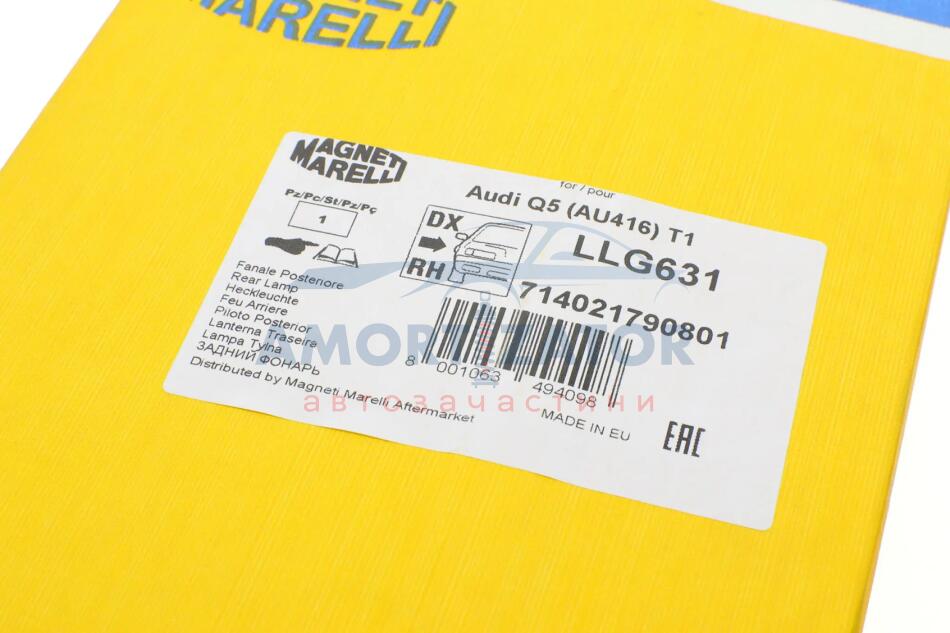 MAGNETI
MARELLI
MAGNETI
MARELLI
for / pour
Audi Q5 (AU416) T1
Pz/Pc/St/Pz/Pç
1
DX
RH
LLG631
714021790801
Fanale Posteriore
Rear Lamp
Heckleuchte
Feu Arriere
Piloto Posterior
Lanterna Traseira
Lampa Tylna
ЗАДНИЙ ФОНАРЬ
Distributed by Magneti Marelli Aftermarket
8 001063 494098
MADE IN EU
EAC
AMORTIZATOR
автозачастини